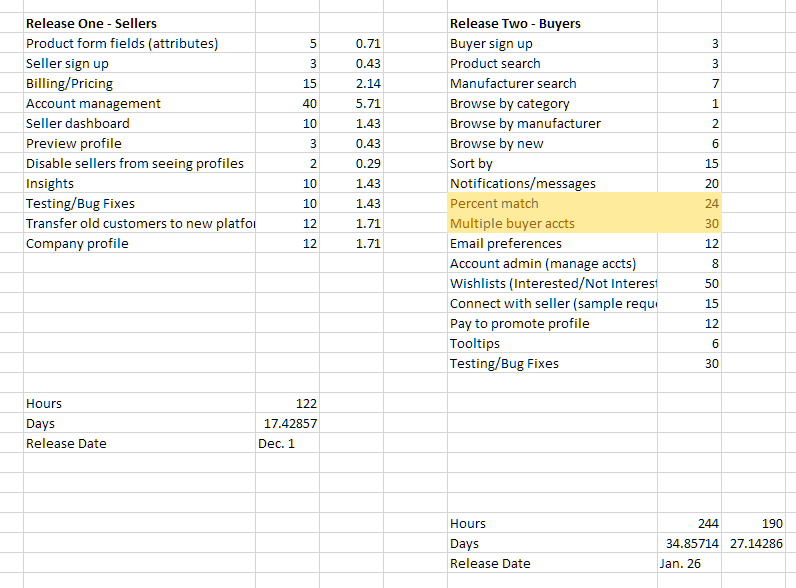 Release One - Sellers
Product form fields (attributes) 5 0.71
Seller sign up 3 0.43
Billing/Pricing 15 2.14
Account management 40 5.71
Seller dashboard 10 1.43
Preview profile 3 0.43
Disable sellers from seeing profiles 2 0.29
Insights 10 1.43
Testing/Bug Fixes 10 1.43
Transfer old customers to new platfor 12 1.71
Company profile 12 1.71
Hours 122
Days 17.42857
Release Date Dec. 1
Release Two - Buyers
Buyer sign up 3
Product search 3
Manufacturer search 7
Browse by category 1
Browse by manufacturer 2
Browse by new 6
Sort by 15
Notifications/messages 20
Percent match 24
Multiple buyer accts 30
Email preferences 12
Account admin (manage accts) 8
Wishlists (Interested/Not Interest 50
Connect with seller (sample reque 15
Pay to promote profile 12
Tooltips 6
Testing/Bug Fixes 30
Hours 244 190
Days 34.85714 27.14286
Release Date Jan. 26